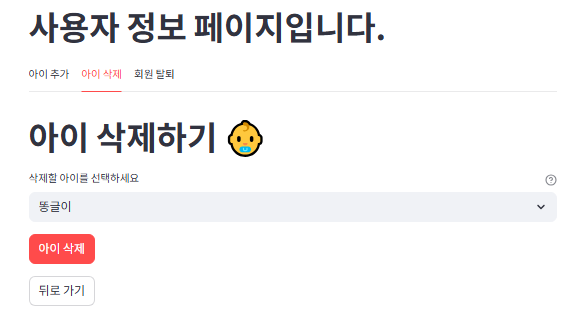 사용자 정보 페이지입니다.
아이 추가 아이 삭제 회원 탈퇴
아이 삭제하기
삭제할 아이를 선택하세요
똥글이
아이 삭제
뒤로 가기